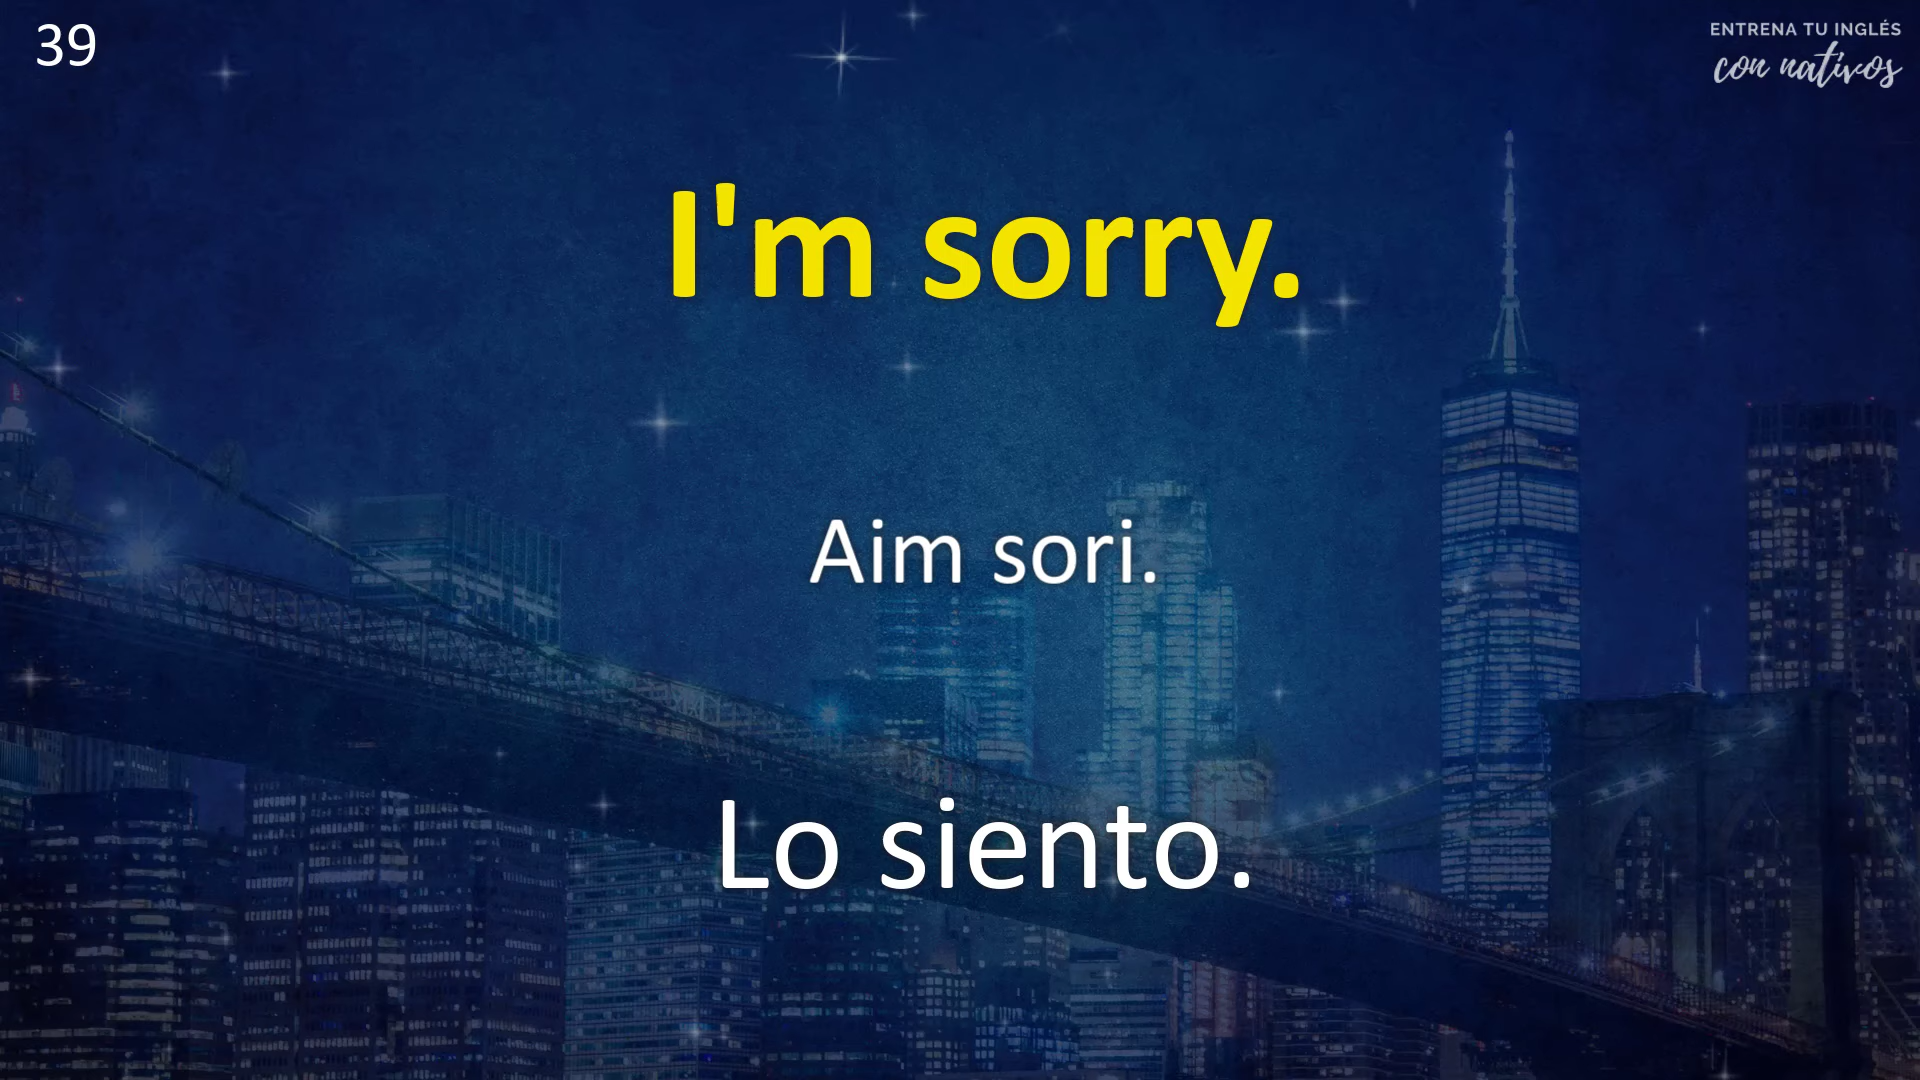 39
ENTRENA TU INGLÉS
con nativos
I'm sorry.
Aim sori.
Lo siento.